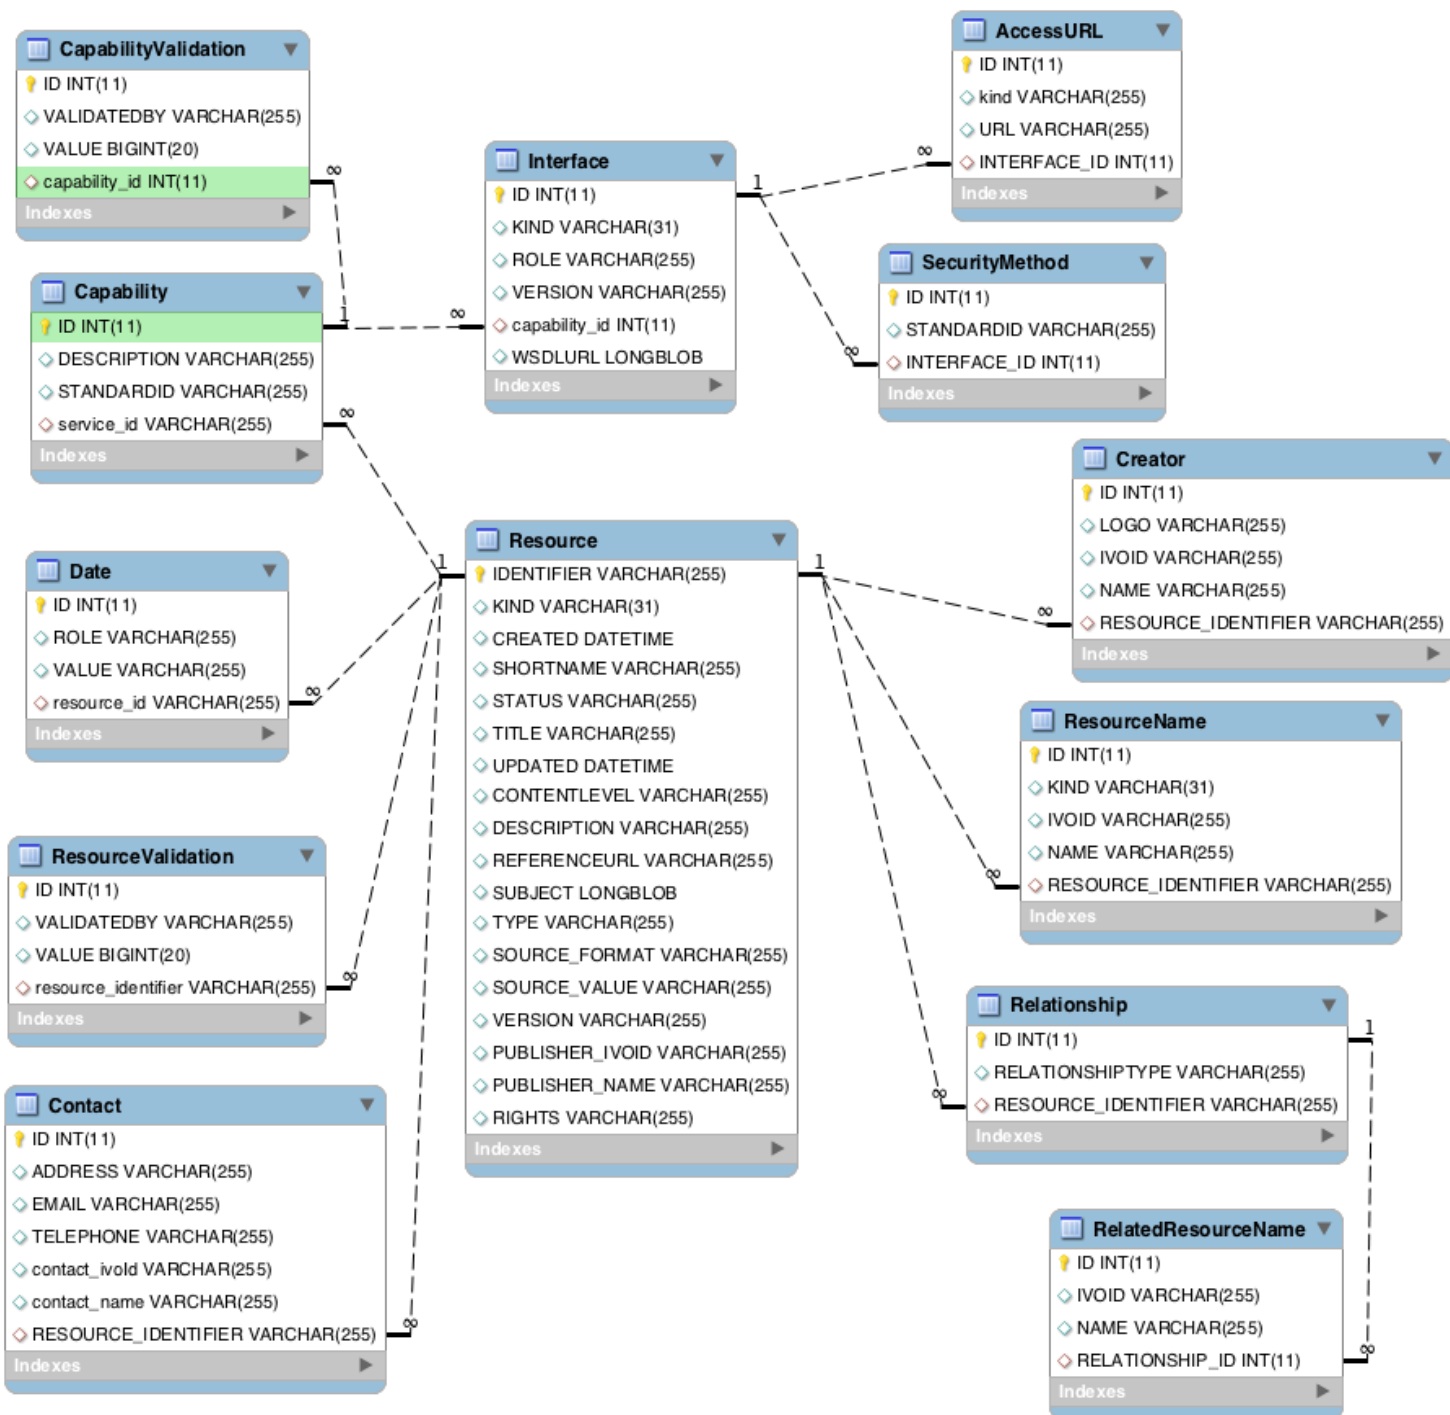 CapabilityValidation
ID INT(11)
VALIDATEDBY VARCHAR(255)
VALUE BIGINT(20)
capability_id INT(11)
Indexes
∞
Capability
ID INT(11)
DESCRIPTION VARCHAR(255)
STANDARDID VARCHAR(255)
service_id VARCHAR(255)
Indexes
1
∞
∞
Interface
ID INT(11)
KIND VARCHAR(31)
ROLE VARCHAR(255)
VERSION VARCHAR(255)
capability_id INT(11)
WSDLURL LONGBLOB
Indexes
1
∞
AccessURL
ID INT(11)
kind VARCHAR(255)
URL VARCHAR(255)
INTERFACE_ID INT(11)
Indexes
∞
SecurityMethod
ID INT(11)
STANDARDID VARCHAR(255)
INTERFACE_ID INT(11)
Indexes
Date
ID INT(11)
ROLE VARCHAR(255)
VALUE VARCHAR(255)
resource_id VARCHAR(255)
Indexes
∞
ResourceValidation
ID INT(11)
VALIDATEDBY VARCHAR(255)
VALUE BIGINT(20)
resource_identifier VARCHAR(255)
Indexes
∞
Contact
ID INT(11)
ADDRESS VARCHAR(255)
EMAIL VARCHAR(255)
TELEPHONE VARCHAR(255)
contact_ivoId VARCHAR(255)
contact_name VARCHAR(255)
RESOURCE_IDENTIFIER VARCHAR(255)
Indexes
∞
1
Resource
IDENTIFIER VARCHAR(255)
KIND VARCHAR(31)
CREATED DATETIME
SHORTNAME VARCHAR(255)
STATUS VARCHAR(255)
TITLE VARCHAR(255)
UPDATED DATETIME
CONTENTLEVEL VARCHAR(255)
DESCRIPTION VARCHAR(255)
REFERENCEURL VARCHAR(255)
SUBJECT LONGBLOB
TYPE VARCHAR(255)
SOURCE_FORMAT VARCHAR(255)
SOURCE_VALUE VARCHAR(255)
VERSION VARCHAR(255)
PUBLISHER_IVOID VARCHAR(255)
PUBLISHER_NAME VARCHAR(255)
RIGHTS VARCHAR(255)
Indexes
1
∞
Creator
ID INT(11)
LOGO VARCHAR(255)
IVOID VARCHAR(255)
NAME VARCHAR(255)
RESOURCE_IDENTIFIER VARCHAR(255)
Indexes
∞
ResourceName
ID INT(11)
KIND VARCHAR(31)
IVOID VARCHAR(255)
NAME VARCHAR(255)
RESOURCE_IDENTIFIER VARCHAR(255)
Indexes
∞
Relationship
ID INT(11)
RELATIONSHIPTYPE VARCHAR(255)
RESOURCE_IDENTIFIER VARCHAR(255)
Indexes
1
RelatedResourceName
ID INT(11)
IVOID VARCHAR(255)
NAME VARCHAR(255)
RELATIONSHIP_ID INT(11)
Indexes
∞